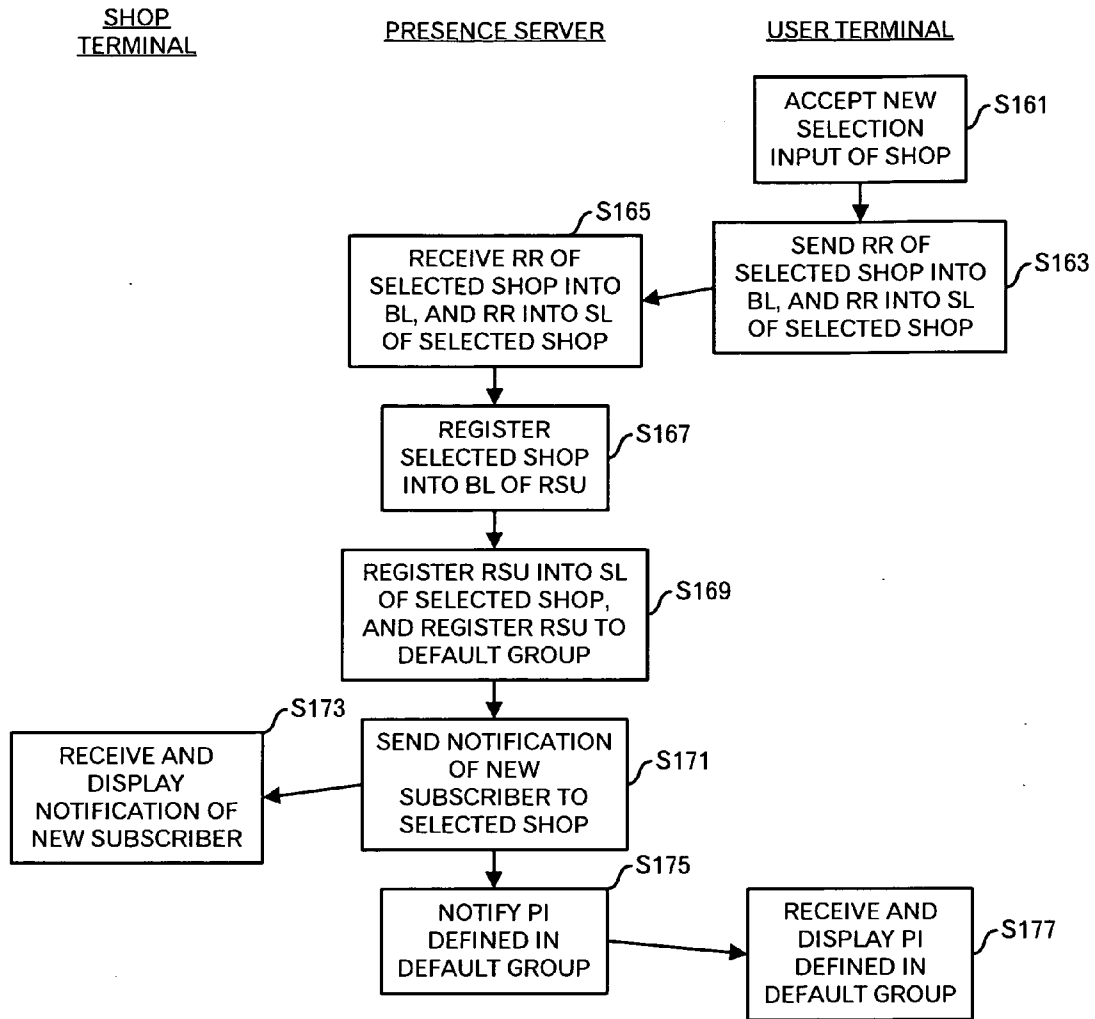 SHOP
TERMINAL
PRESENCE SERVER
USER TERMINAL
ACCEPT NEW
SELECTION
INPUT OF SHOP
S161
SEND RR OF
SELECTED SHOP INTO
BL, AND RR INTO SL
OF SELECTED SHOP
S163
S165
RECEIVE RR OF
SELECTED SHOP INTO
BL, AND RR INTO SL
OF SELECTED SHOP
REGISTER
SELECTED SHOP
INTO BL OF RSU
S167
REGISTER RSU INTO SL
OF SELECTED SHOP,
AND REGISTER RSU TO
DEFAULT GROUP
S169
SEND NOTIFICATION
OF NEW
SUBSCRIBER TO
SELECTED SHOP
S171
S173
RECEIVE AND
DISPLAY
NOTIFICATION OF
NEW SUBSCRIBER
S175
NOTIFY PI
DEFINED IN
DEFAULT GROUP
RECEIVE AND
DISPLAY PI
DEFINED IN
DEFAULT GROUP
S177